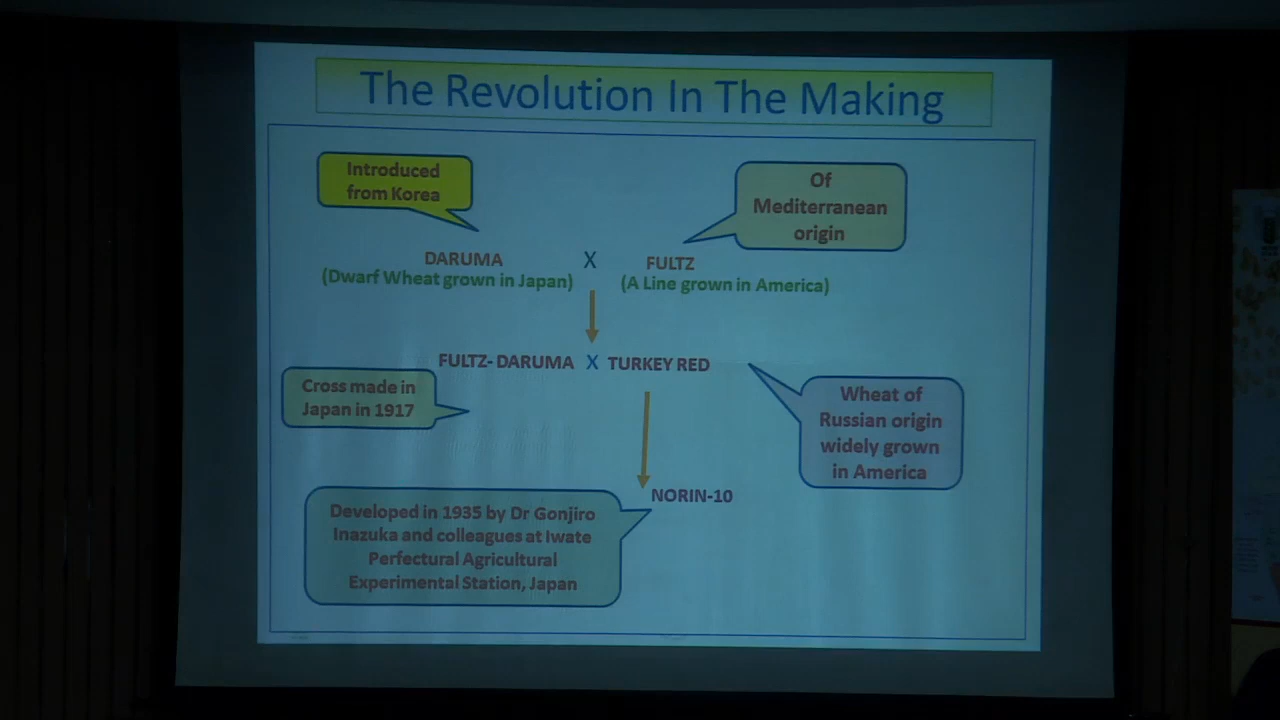 The Revolution In The Making
Introduced
from Korea
Of
Mediterranean
origin
DARUMA X FULTZ
(Dwarf Wheat grown in Japan) (A Line grown in America)
FULTZ- DARUMA X TURKEY RED
Cross made in
Japan in 1917
Wheat of
Russian origin
widely grown
in America
NORIN-10
Developed in 1935 by Dr Gonjiro
Inazuka and colleagues at Iwate
Perfectural Agricultural
Experimental Station, Japan